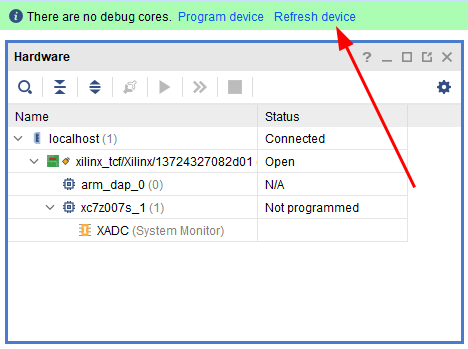 There are no debug cores. Program device Refresh device
Hardware
Name Status
localhost (1) Connected
xilinx_tcf/Xilinx/13724327082d01 Open
arm_dap_0 (0) N/A
xc7z007s_1 (1) Not programmed
XADC (System Monitor)